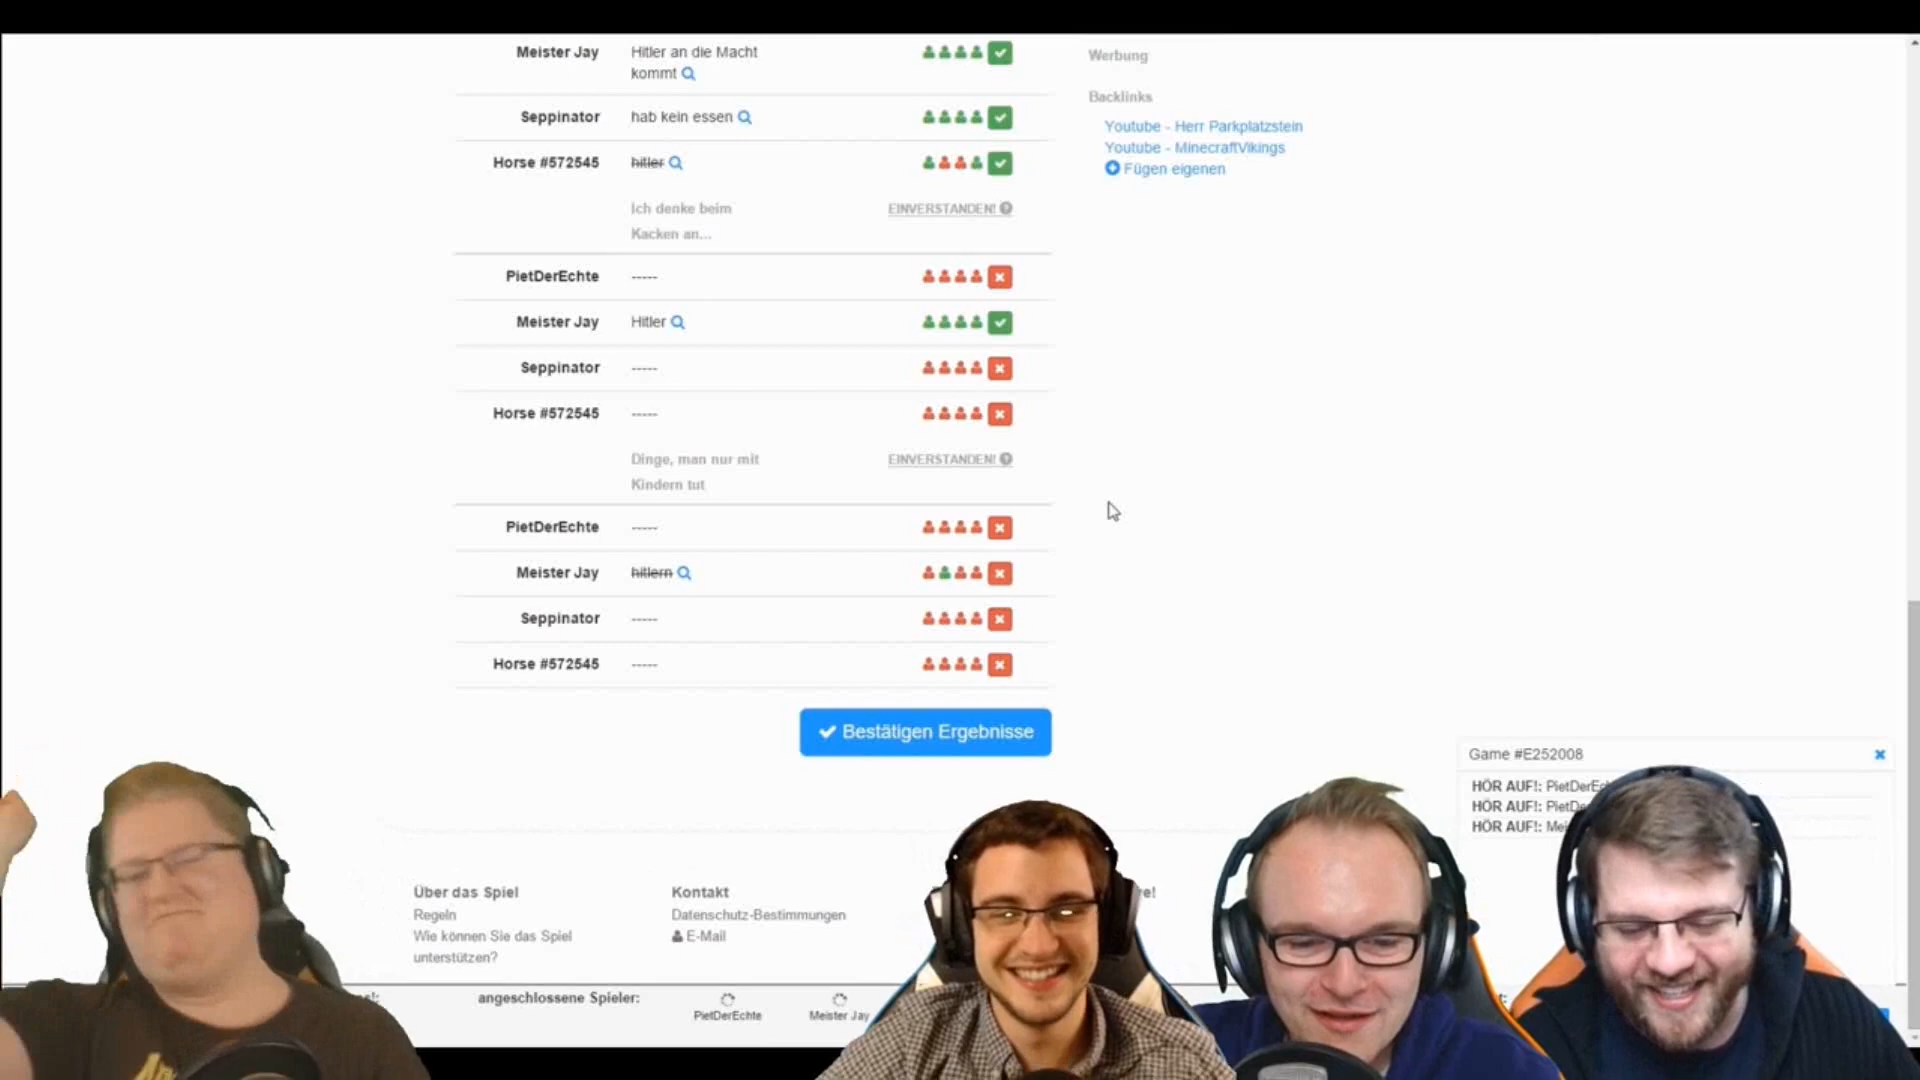 Meister Jay Hitler an die Macht
kommt
Seppinator hab kein essen
Horse #572545 hitler
Ich denke beim EINVERSTANDEN!
Kacken an...
PietDerEchte -----
Meister Jay Hitler
Seppinator -----
Horse #572545 -----
Dinge, man nur mit EINVERSTANDEN!
Kindern tut
PietDerEchte -----
Meister Jay hitlern
Seppinator -----
Horse #572545 -----
Bestätigen Ergebnisse
Werbung
Backlinks
Youtube - Herr Parkplatzstein
Youtube - MinecraftVikings
Fügen eigenen
Game #E252008
HÖR AUF!: PietDerEc
HÖR AUF!: PietDe
HÖR AUF!: Mei
Über das Spiel
Regeln
Wie können Sie das Spiel
unterstützen?
Kontakt
Datenschutz-Bestimmungen
E-Mail
re!
angeschlossene Spieler:
PietDerEchte
Meister Jay